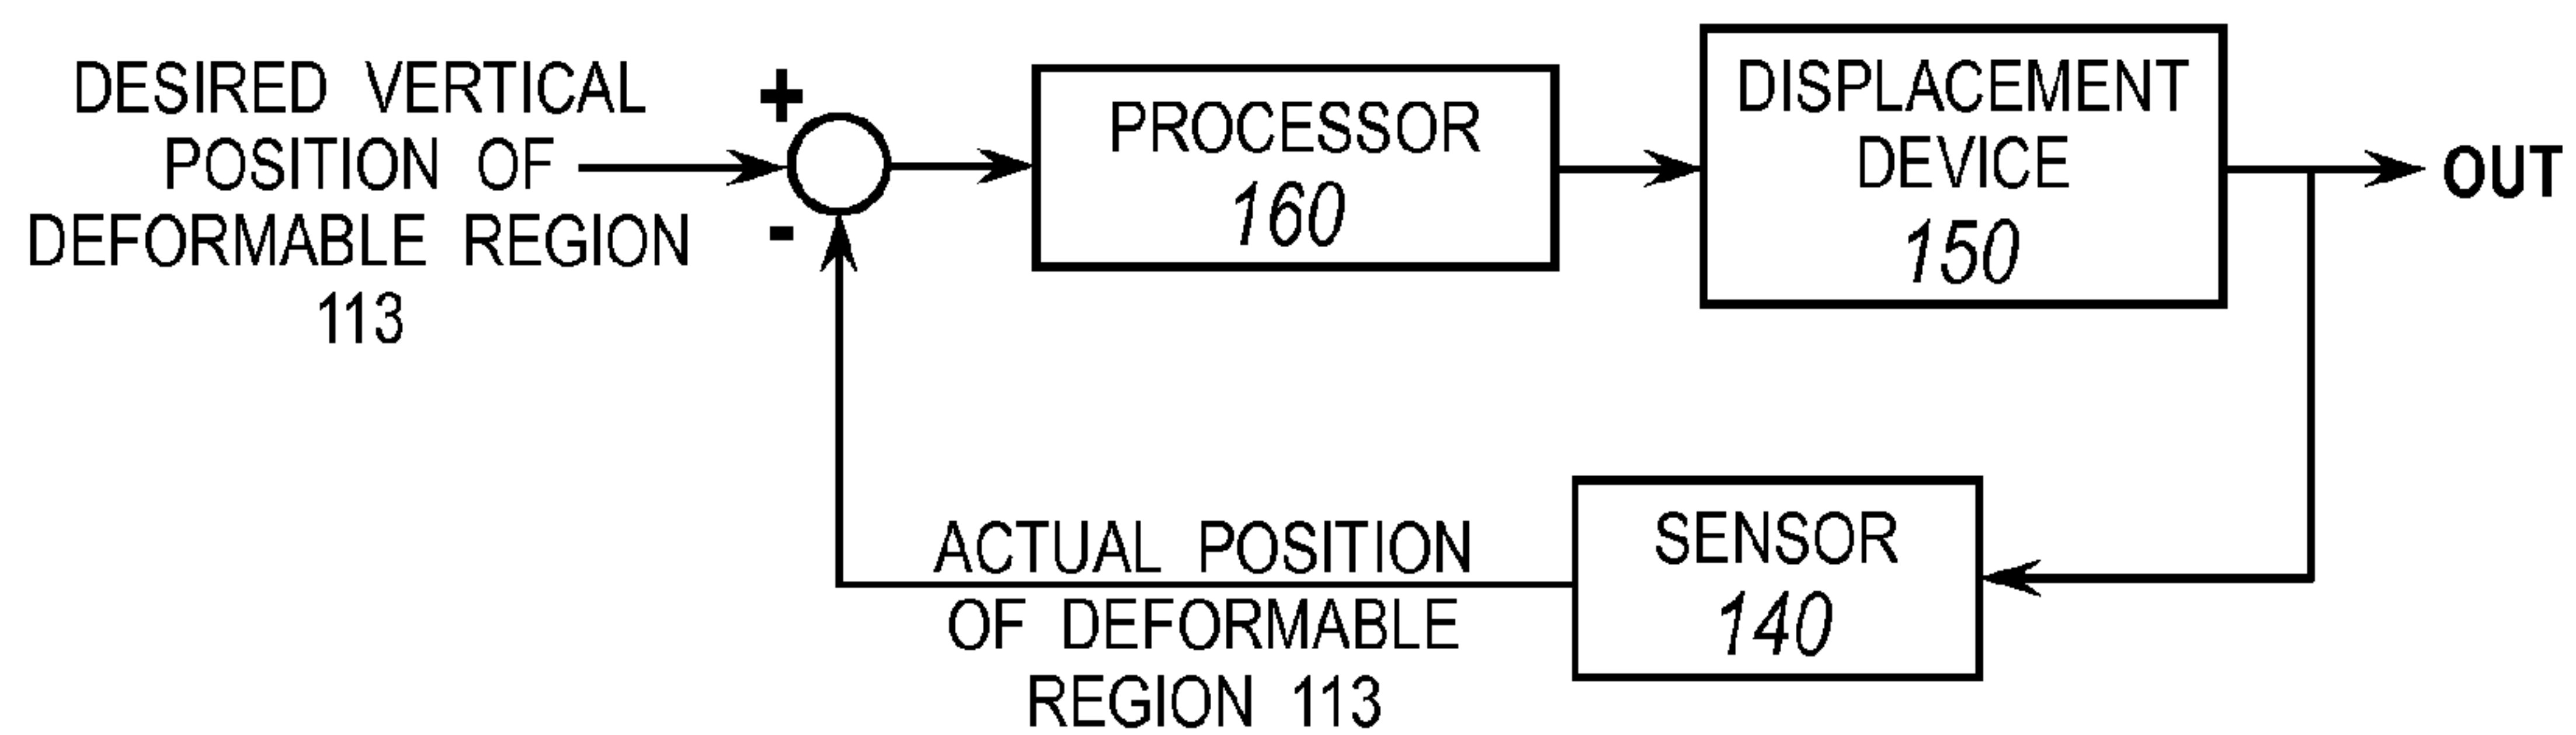 DESIRED VERTICAL
POSITION OF
DEFORMABLE REGION
113
+
-
PROCESSOR
160
DISPLACEMENT
DEVICE
150
OUT
SENSOR
140
ACTUAL POSITION
OF DEFORMABLE
REGION 113